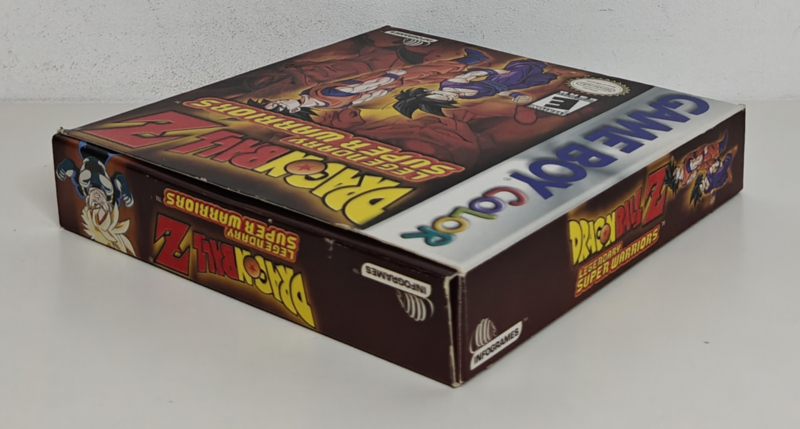 INFOGRAMES
E
GAME BOY COLOR
DRAGON BALL Z
LEGENDARY
SUPER WARRIORS
DRAGON BALL Z
LEGENDARY
SUPER WARRIORS
INFOGRAMES
DRAGON BALL Z
LEGENDARY
SUPER WARRIORS
INFOGRAMES